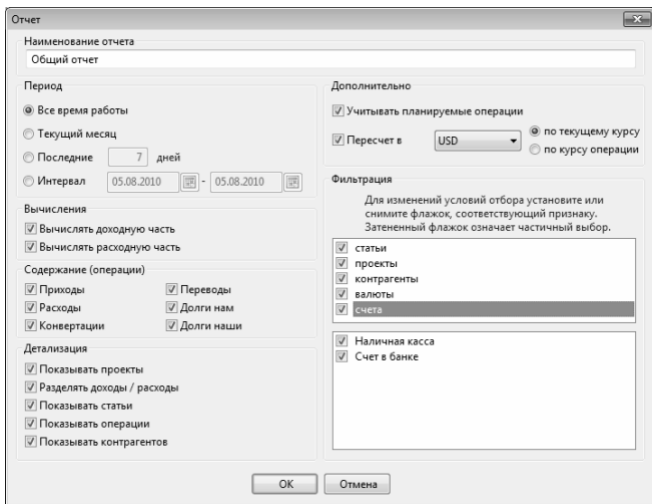 Отчет
Наименование отчета
Общий отчет
Период
Все время работы
Текущий месяц
Последние 7 дней
Интервал 05.08.2010 - 05.08.2010
Вычисления
Вычислять доходную часть
Вычислять расходную часть
Содержание (операции)
Приходы Переводы
Расходы Долги нам
Конвертации Долги наши
Детализация
Показывать проекты
Разделять доходы / расходы
Показывать статьи
Показывать операции
Показывать контрагентов
Дополнительно
Учитывать планируемые операции
Пересчет в USD по текущему курсу
по курсу операции
Фильтрация
Для изменений условий отбора установите или
снимите флажок, соответствующий признаку.
Затененный флажок означает частичный выбор.
статьи
проекты
контрагенты
валюты
счета
Наличная касса
Счет в банке
OK Отмена